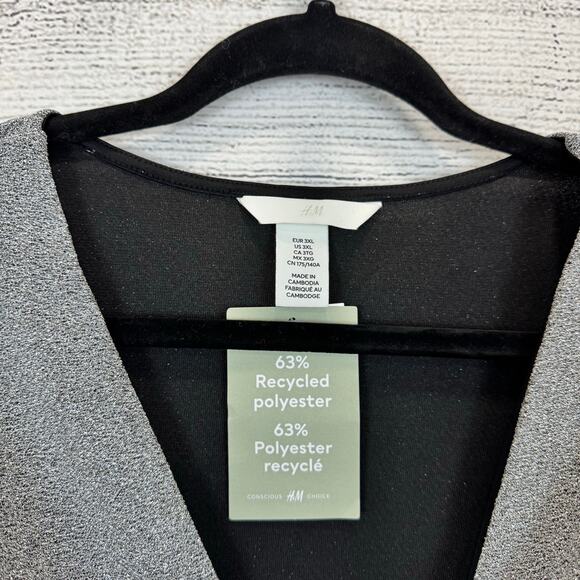 H&M
EUR 3XL
US 3XL
CA 3TG
MX 3XG
CN 175/140A
MADE IN
CAMBODIA
FABRIQUÉ AU
CAMBODGE
63%
Recycled
polyester
63%
Polyester
recyclé
CONSCIOUS H&M CHOICE